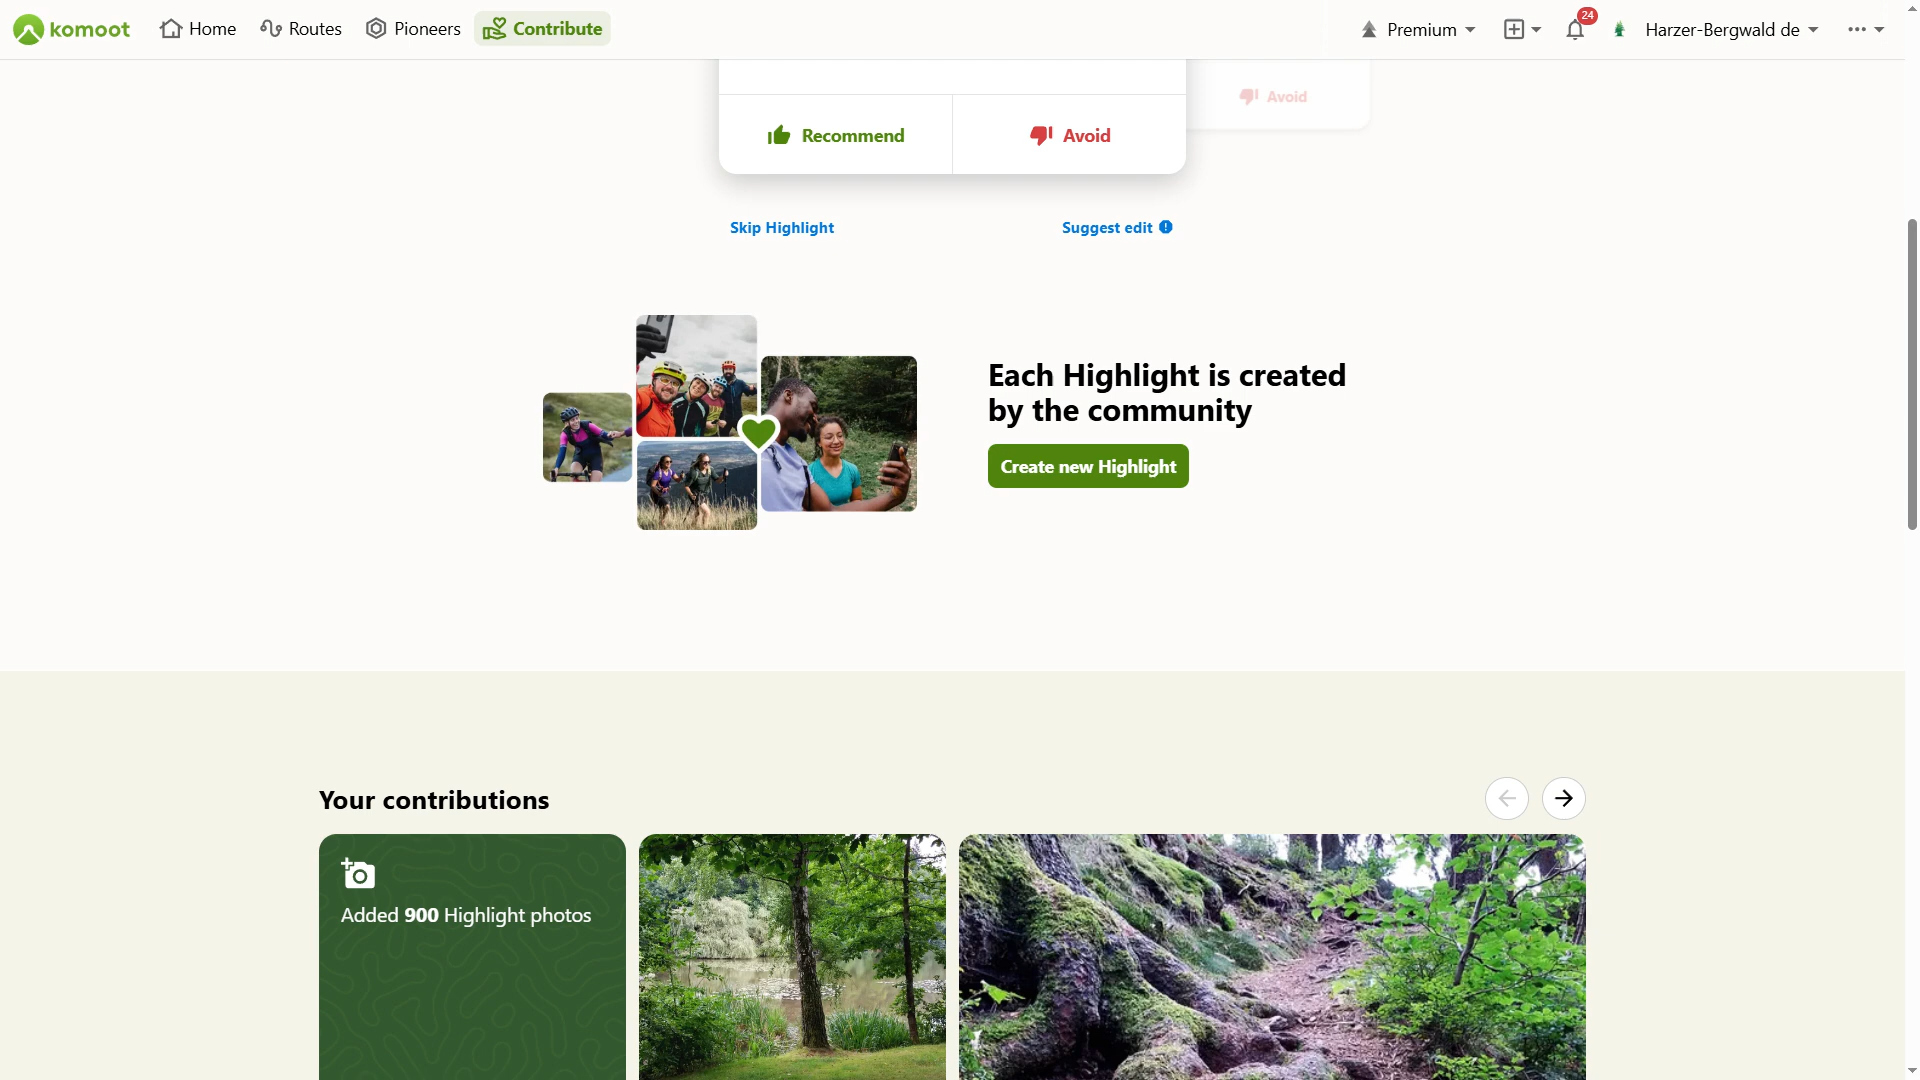 komoot
Home
Routes
Pioneers
Contribute
Premium
24
Harzer-Bergwald de
Avoid
Recommend
Avoid
Skip Highlight
Suggest edit
Each Highlight is created
by the community
Create new Highlight
Your contributions
Added 900 Highlight photos